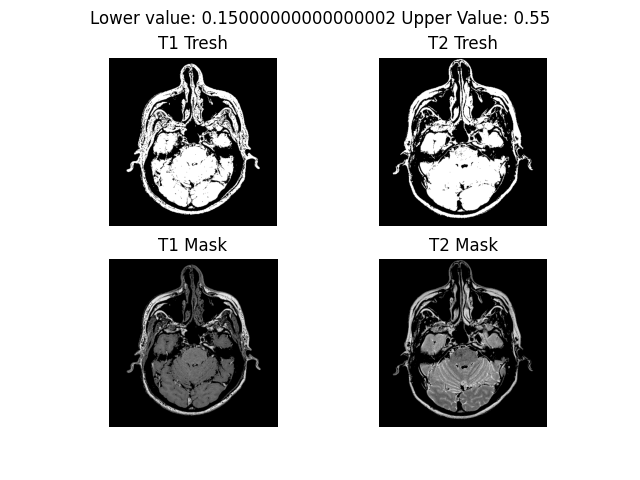 Lower value: 0.15000000000000002 Upper Value: 0.55
T1 Tresh
T2 Tresh
T1 Mask
T2 Mask